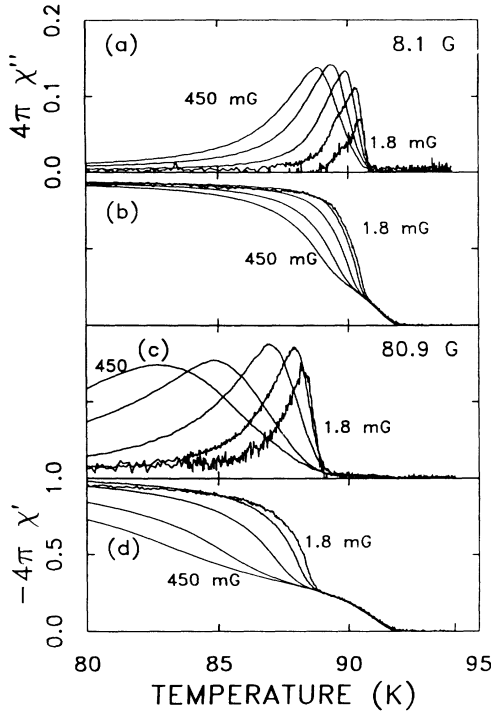 0.2
(a)
8.1 G
4π χ''
0.1
450 mG
1.8 mG
0.0
(b)
1.8 mG
450 mG
(c)
80.9 G
450
1.8 mG
1.0
-4π χ'
0.5
(d)
1.8 mG
450 mG
0.0
80 85 90 95
TEMPERATURE (K)